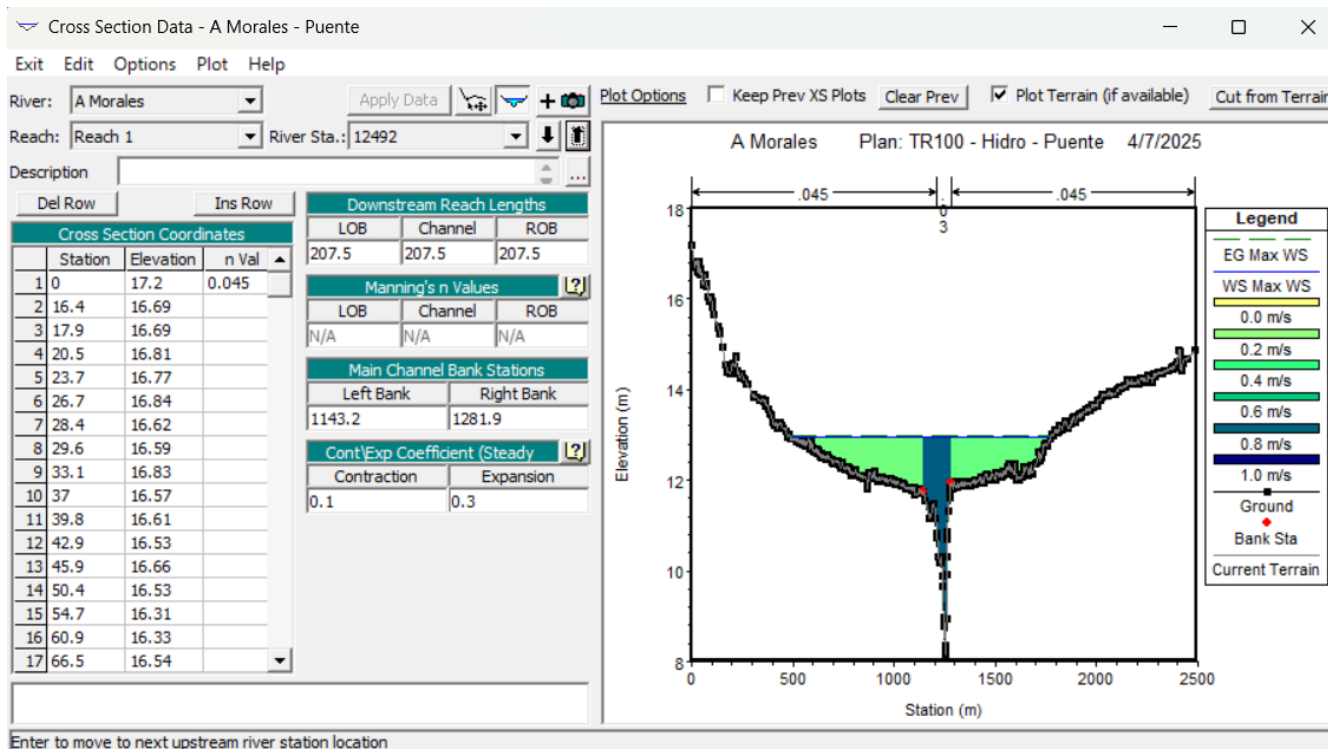 Cross Section Data - A Morales - Puente
Exit Edit Options Plot Help
River: A Morales Apply Data
Reach: Reach 1 River Sta.: 12492
Description ...
Del Row Ins Row
Cross Section Coordinates
Station Elevation n Val
1 0 17.2 0.045
2 16.4 16.69
3 17.9 16.69
4 20.5 16.81
5 23.7 16.77
6 26.7 16.84
7 28.4 16.62
8 29.6 16.59
9 33.1 16.83
10 37 16.57
11 39.8 16.61
12 42.9 16.53
13 45.9 16.66
14 50.4 16.53
15 54.7 16.31
16 60.9 16.33
17 66.5 16.54
Downstream Reach Lengths
LOB Channel ROB
207.5 207.5 207.5
Manning's n Values ?
LOB Channel ROB
N/A N/A N/A
Main Channel Bank Stations
Left Bank Right Bank
1143.2 1281.9
Cont\Exp Coefficient (Steady ?
Contraction Expansion
0.1 0.3
Plot Options Keep Prev XS Plots Clear Prev Plot Terrain (if available) Cut from Terrain
A Morales Plan: TR100 - Hidro - Puente 4/7/2025
.045 .03 .045
18
16
14
12
10
8
Elevation (m)
0 500 1000 1500 2000 2500
Station (m)
Legend
EG Max WS
WS Max WS
0.0 m/s
0.2 m/s
0.4 m/s
0.6 m/s
0.8 m/s
1.0 m/s
Ground
Bank Sta
Current Terrain
Enter to move to next upstream river station location